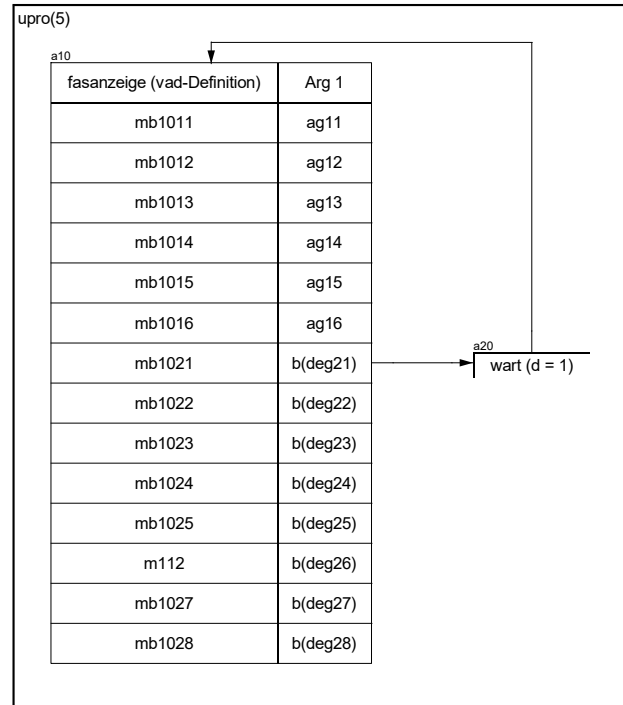 upro(5)
a10
fasanzeige (vad-Definition) Arg 1
mb1011 ag11
mb1012 ag12
mb1013 ag13
mb1014 ag14
mb1015 ag15
mb1016 ag16
a20
mb1021 b(deg21) wart (d = 1)
mb1022 b(deg22)
mb1023 b(deg23)
mb1024 b(deg24)
mb1025 b(deg25)
m112 b(deg26)
mb1027 b(deg27)
mb1028 b(deg28)